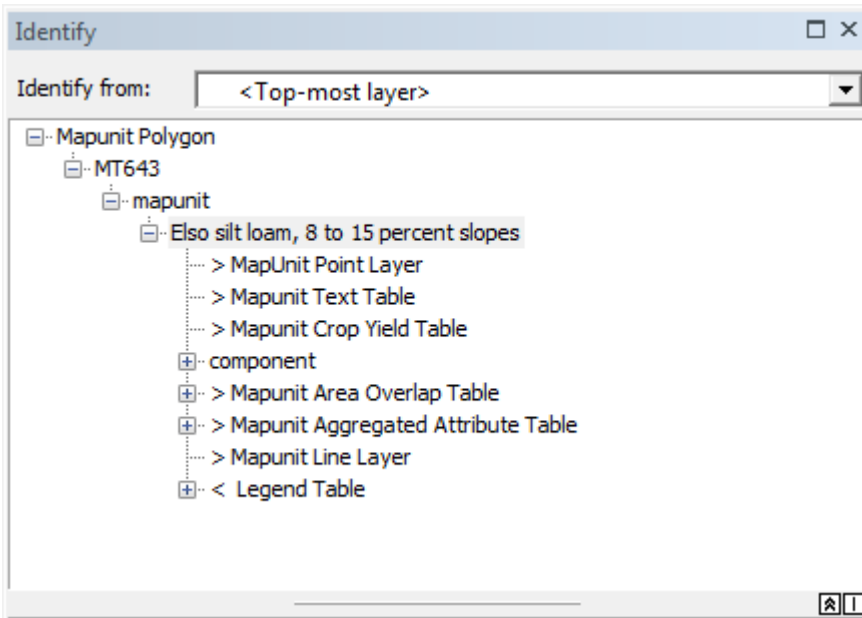 Identify
Identify from: <Top-most layer>
Mapunit Polygon
MT643
mapunit
Elso silt loam, 8 to 15 percent slopes
> MapUnit Point Layer
> Mapunit Text Table
> Mapunit Crop Yield Table
component
> Mapunit Area Overlap Table
> Mapunit Aggregated Attribute Table
> Mapunit Line Layer
< Legend Table